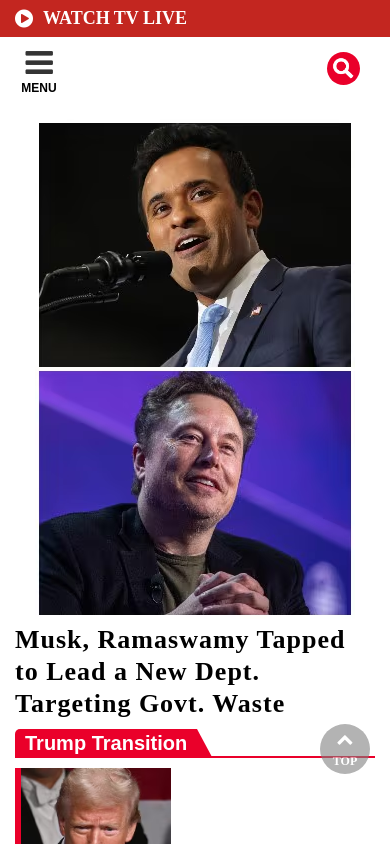 WATCH TV LIVE
MENU
Musk, Ramaswamy Tapped
to Lead a New Dept.
Targeting Govt. Waste
Trump Transition
TOP